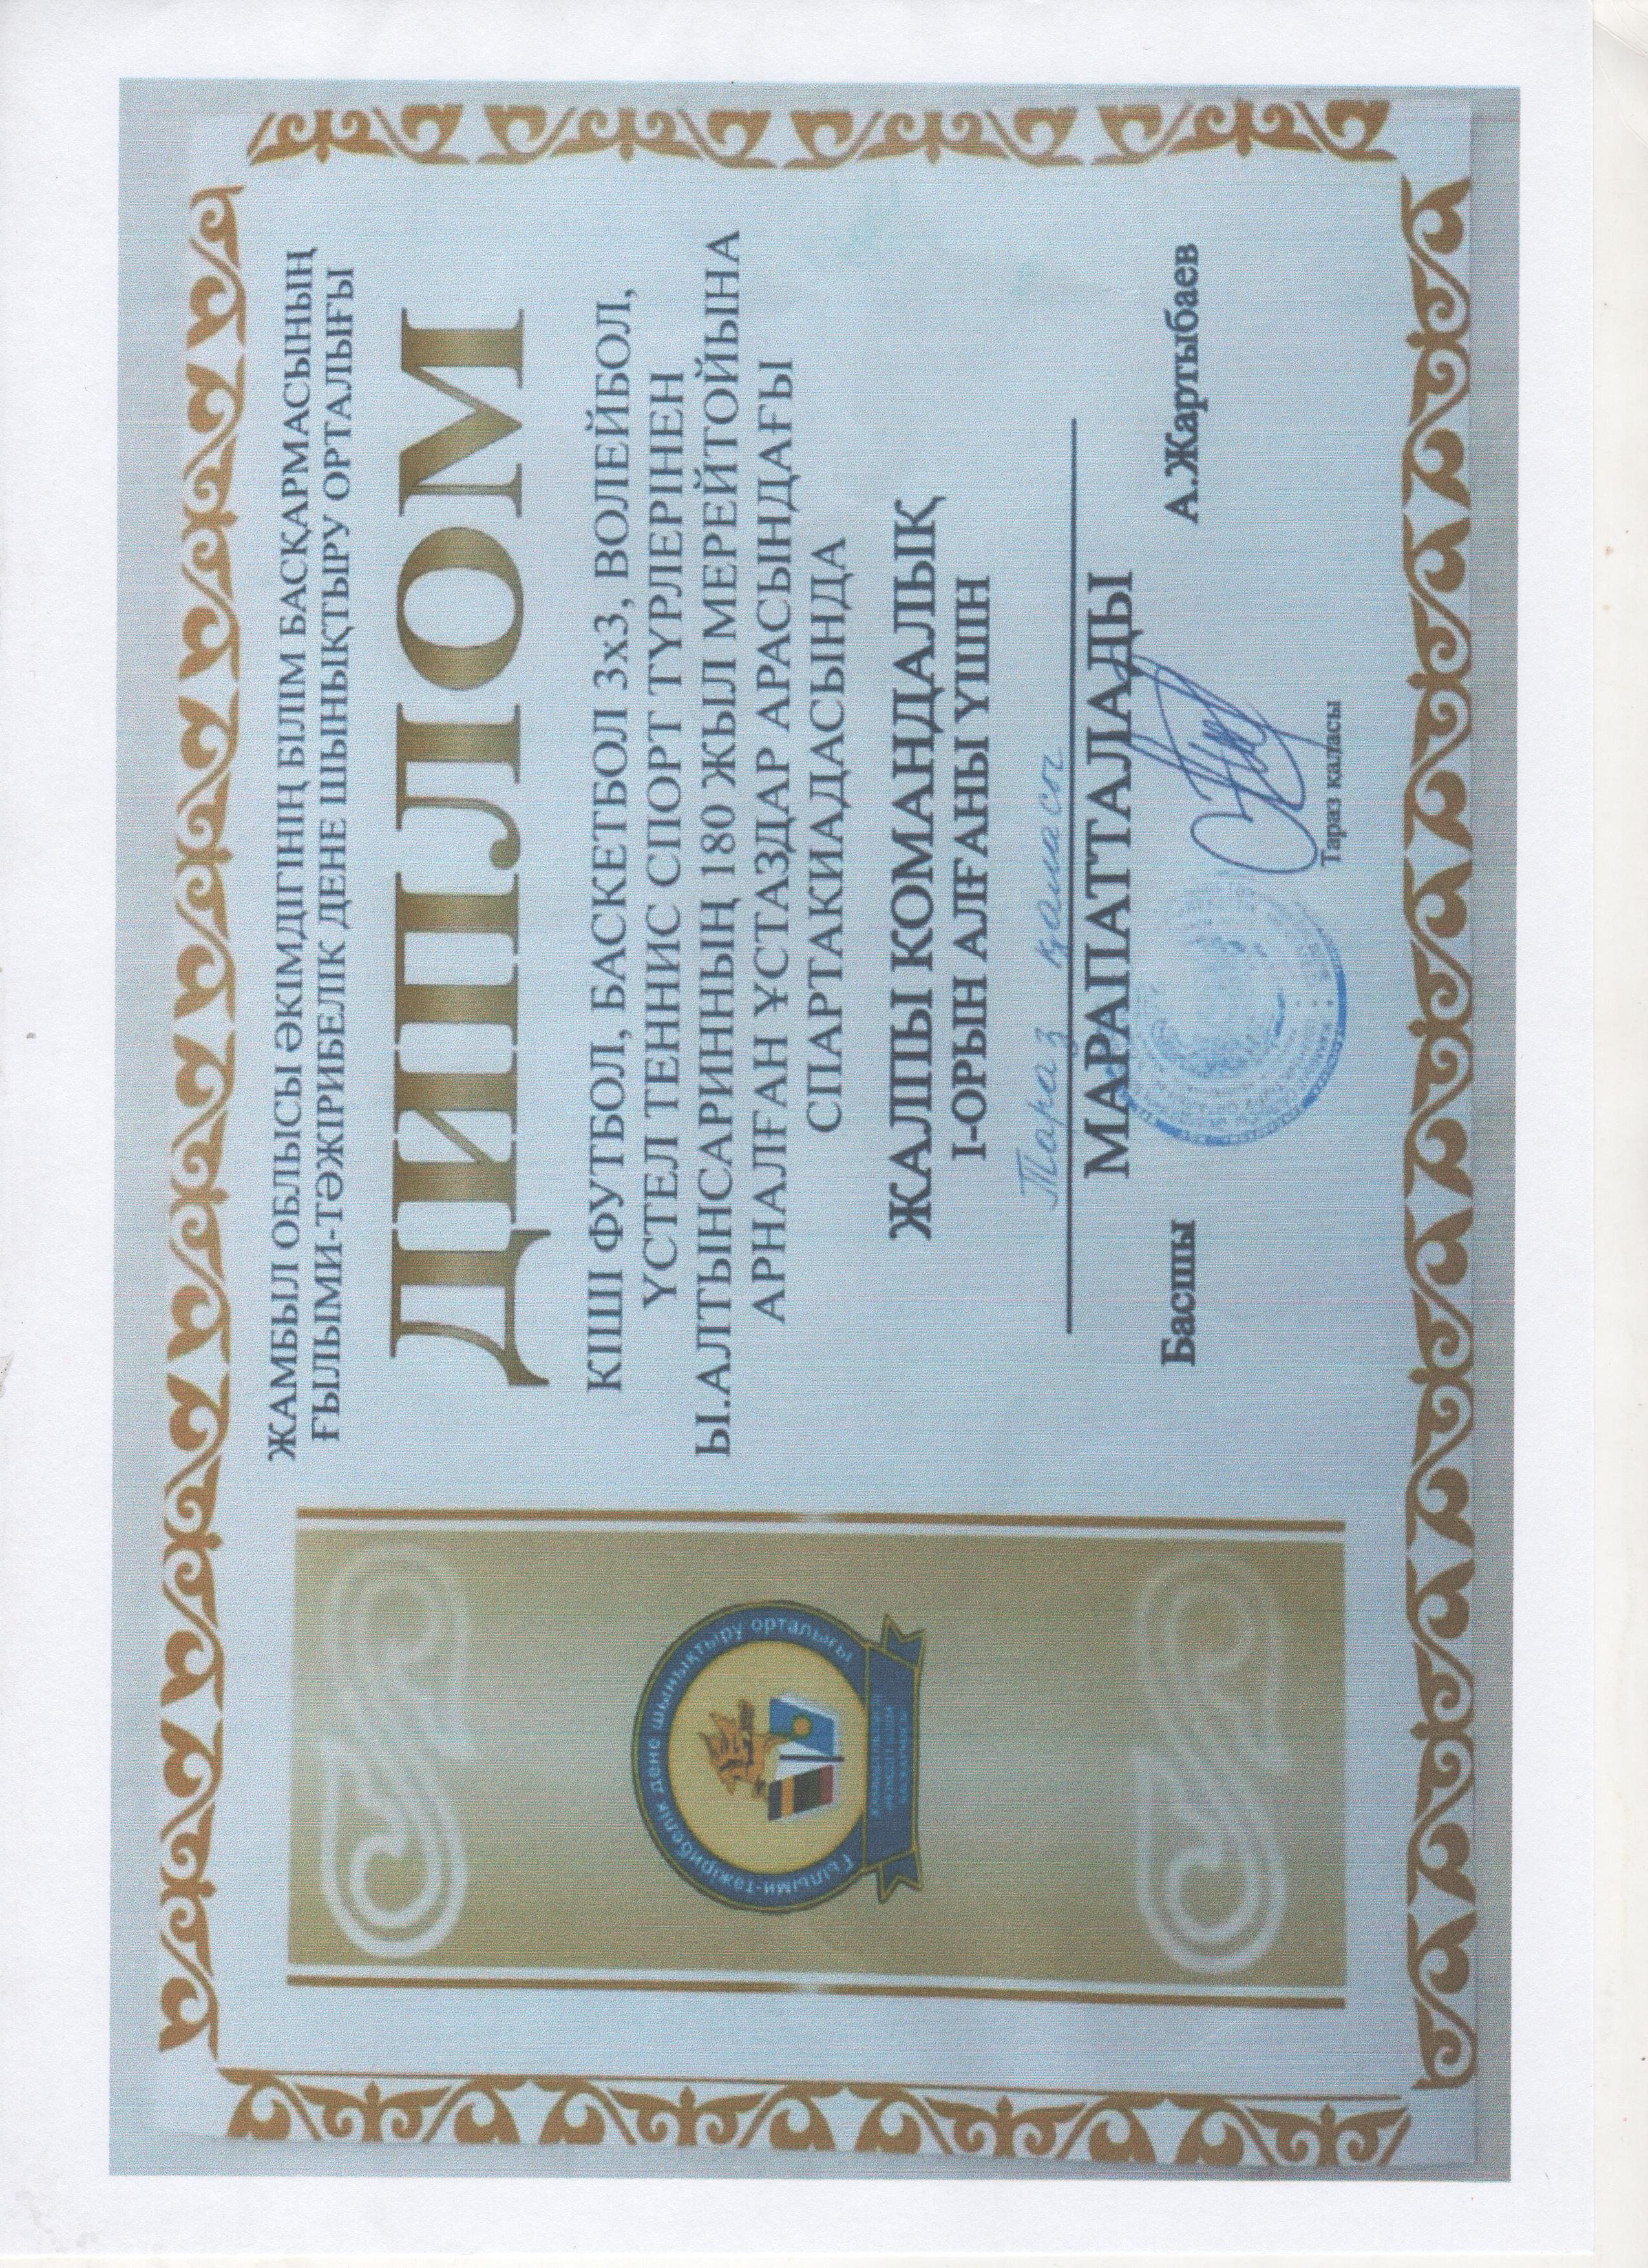 ЖАМБЫЛ ОБЛЫСЫ ӘКІМДІГІНІҢ БІЛІМ БАСҚАРМАСЫНЫҢ
ҒЫЛЫМИ-ТӘЖІРИБЕЛІК ДЕНЕ ШЫНЫҚТЫРУ ОРТАЛЫҒЫ
ДИПЛОМ
КІШІ ФУТБОЛ, БАСКЕТБОЛ 3х3, ВОЛЕЙБОЛ,
ҮСТЕЛ ТЕННИС СПОРТ ТҮРЛЕРІНЕН
Ы.АЛТЫНСАРИННЫҢ 180 ЖЫЛ МЕРЕЙТОЙЫНА
АРНАЛҒАН ҰСТАЗДАР АРАСЫНДАҒЫ
СПАРТАКИАДАСЫНДА
ЖАЛПЫ КОМАНДАЛЫҚ
І-ОРЫН АЛҒАНЫ ҮШІН
Тараз қаласы
МАРАПАТТАЛАДЫ
Басшы А.Жартыбаев
Тараз қаласы
Ғылыми-тәжірибелік дене шынықтыру орталығы
ЖАМБЫЛ ОБЛЫСЫ
ӘКІМДІГІ БІЛІМ
БАСҚАРМАСЫ